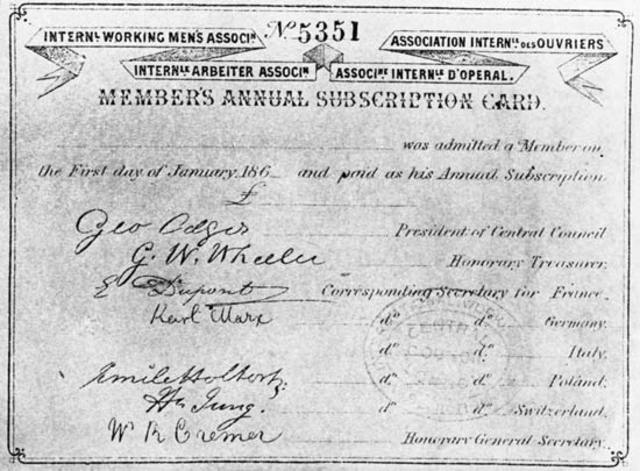 No. 5351
INTERNL. WORKING MEN'S ASSOCIN.
ASSOCIATION INTERNLE. DES OUVRIERS
INTERNLE. ARBEITER ASSOCIN
ASSOCINE. INTERNLE. D'OPERAI.
MEMBER'S ANNUAL SUBSCRIPTION CARD.
was admitted a Member on
the First day of January, 186 and paid as his Annual Subscription
£
Geo Odger President of Central Council
G. W. Wheeler Honorary Treasurer.
E Dupont Corresponding Secretary for France.
Karl Marx do. do. Germany.
do. do. Italy.
Emile Holtorp. do. do. Poland.
Hn Jung. do. do. Switzerland.
W R Cremer Honorary General Secretary.